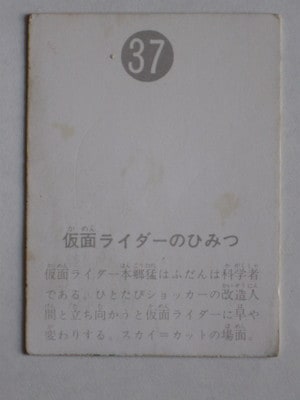 37
仮面ライダーのひみつ
仮面ライダー本郷猛はふだんは科学者
である。ひとたびショッカーの改造人
間と立ち向かうと仮面ライダーに早や
変わりする。スカイ＝カットの場面。